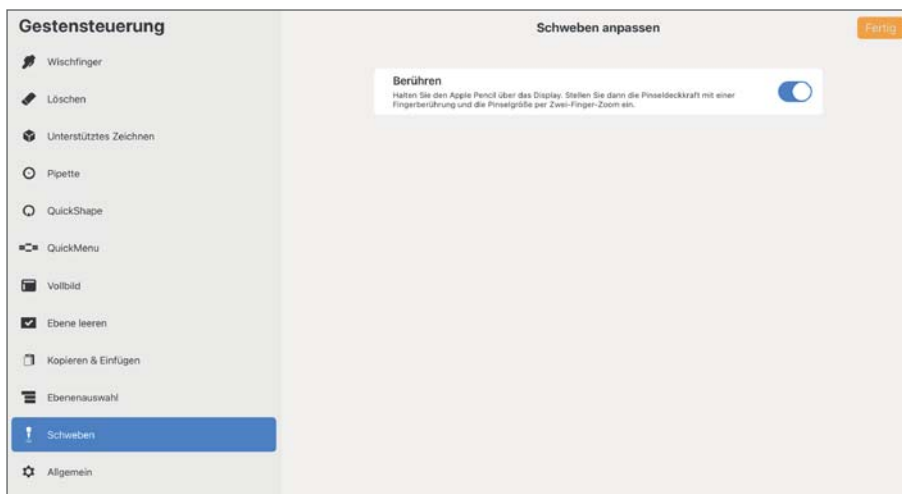 Gestensteuerung
Wischfinger
Löschen
Unterstütztes Zeichnen
Pipette
QuickShape
QuickMenu
Vollbild
Ebene leeren
Kopieren & Einfügen
Ebenenauswahl
Schweben
Allgemein
Schweben anpassen
Fertig
Berühren
Halten Sie den Apple Pencil über das Display. Stellen Sie dann die Pinseldeckkraft mit einer
Fingerberührung und die Pinselgröße per Zwei-Finger-Zoom ein.